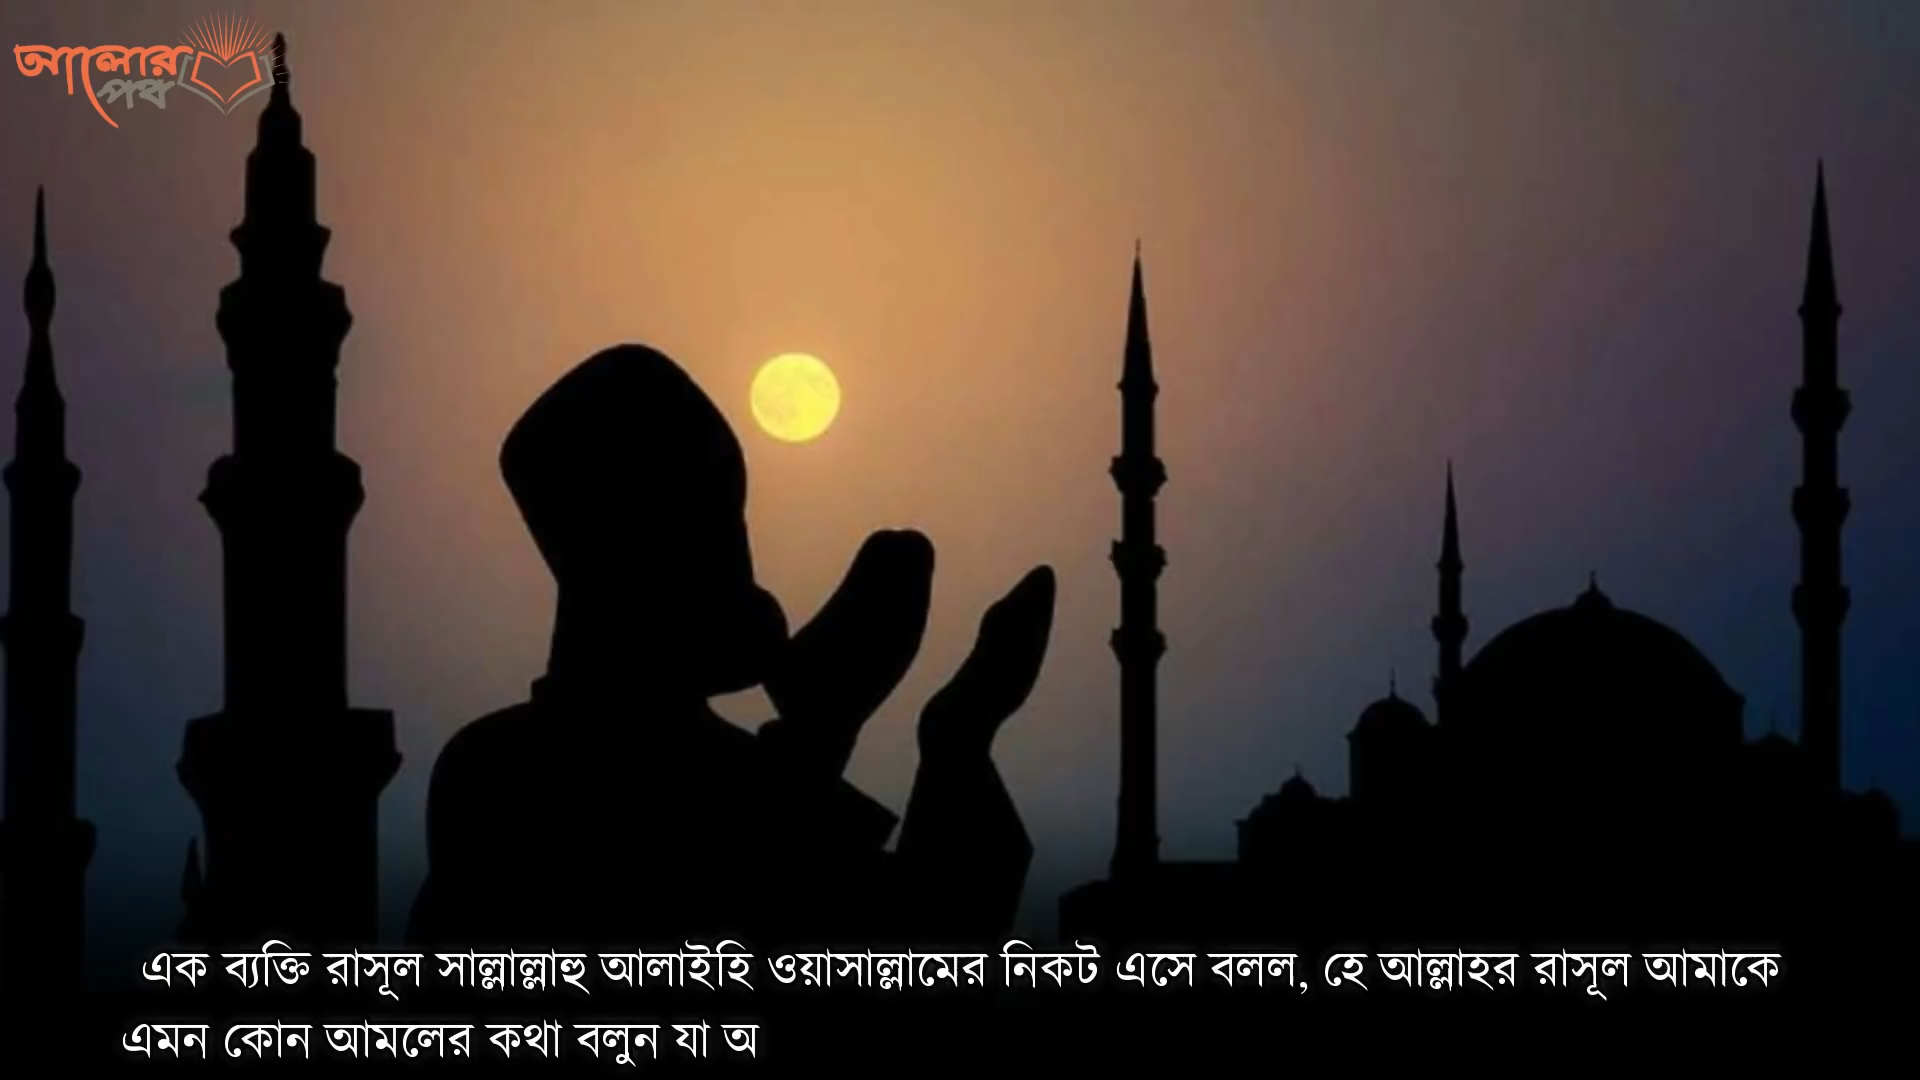 আলোর
পথ
এক ব্যক্তি রাসূল সাল্লাল্লাহু আলাইহি ওয়াসাল্লামের নিকট এসে বলল, হে আল্লাহর রাসূল আমাকে
এমন কোন আমলের কথা বলুন যা অ